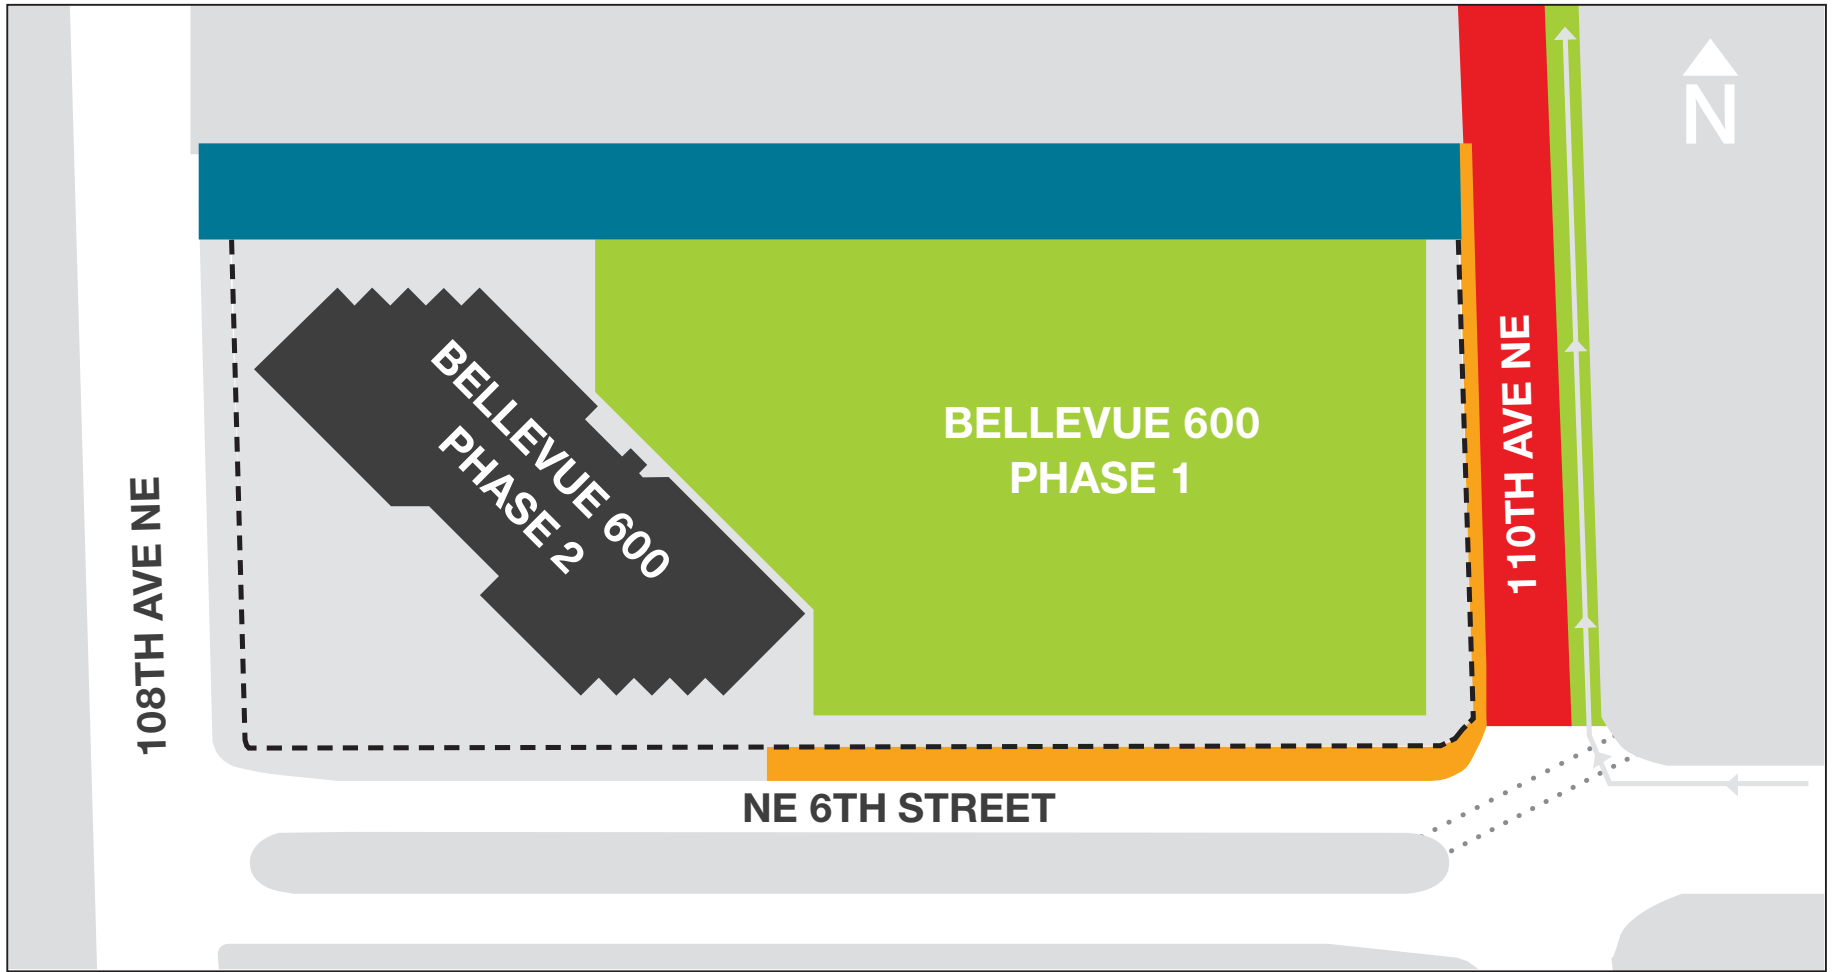 N
BELLEVUE 600
PHASE 2
BELLEVUE 600
PHASE 1
110TH AVE NE
108TH AVE NE
NE 6TH STREET